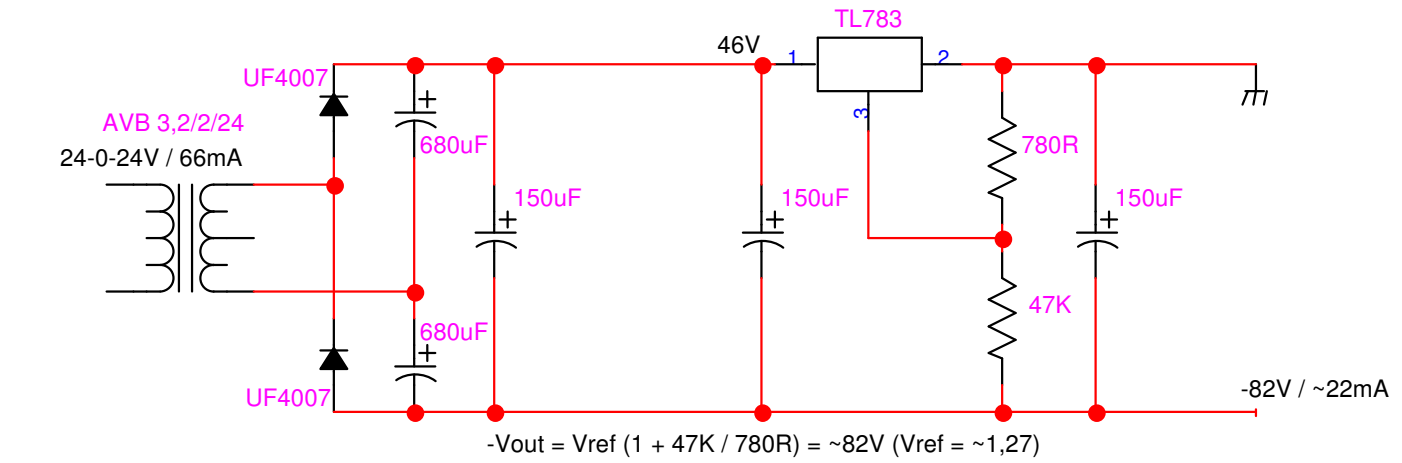 TL783
46V
1
2
UF4007
3
AVB 3,2/2/24
24-0-24V / 66mA
680uF
780R
150uF
150uF
150uF
47K
680uF
UF4007
-82V / ~22mA
-Vout = Vref (1 + 47K / 780R) = ~82V (Vref = ~1,27)